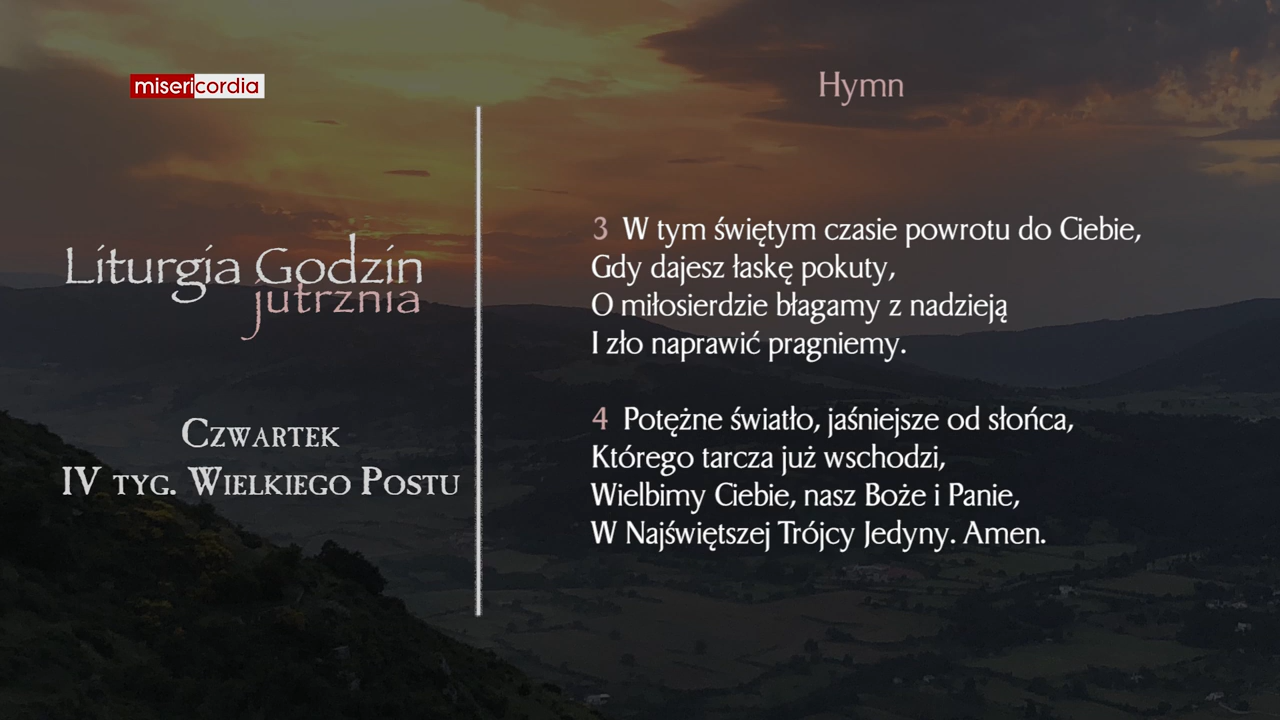 misericordia
Liturgia Godzin
jutrznia
Czwartek
IV tyg. Wielkiego Postu
Hymn
3 W tym świętym czasie powrotu do Ciebie,
Gdy dajesz łaskę pokuty,
O miłosierdzie błagamy z nadzieją
I zło naprawić pragniemy.
4 Potężne światło, jaśniejsze od słońca,
Którego tarcza już wschodzi,
Wielbimy Ciebie, nasz Boże i Panie,
W Najświętszej Trójcy Jedyny. Amen.